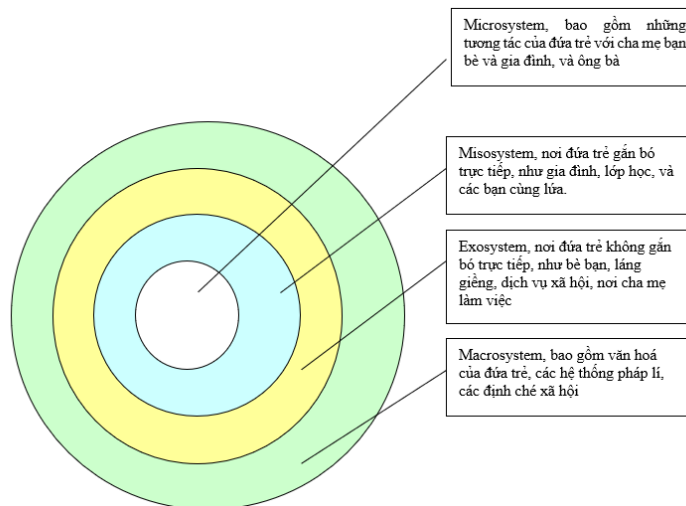 Microsystem, bao gồm những
tương tác của đứa trẻ với cha mẹ bạn
bè và gia đình, và ông bà
Misosystem, nơi đứa trẻ gắn bó
trực tiếp, như gia đình, lớp học, và
các bạn cùng lứa.
Exosystem, nơi đứa trẻ không gắn
bó trực tiếp, như bè bạn, láng
giềng, dịch vụ xã hội, nơi cha mẹ
làm việc
Macrosystem, bao gồm văn hoá
của đứa trẻ, các hệ thống pháp lí,
các định ché xã hội